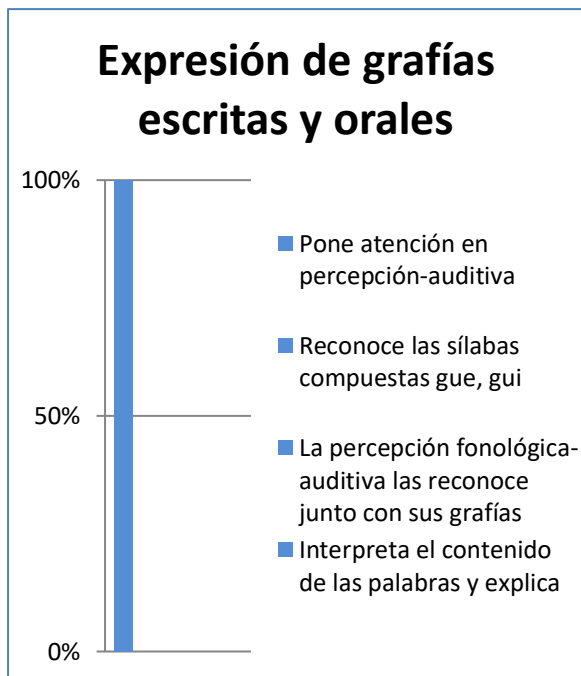 Expresión de grafías
escritas y orales
100%
50%
0%
Pone atención en
percepción-auditiva
Reconoce las sílabas
compuestas gue, gui
La percepción fonológica-
auditiva las reconoce
junto con sus grafías
Interpreta el contenido
de las palabras y explica